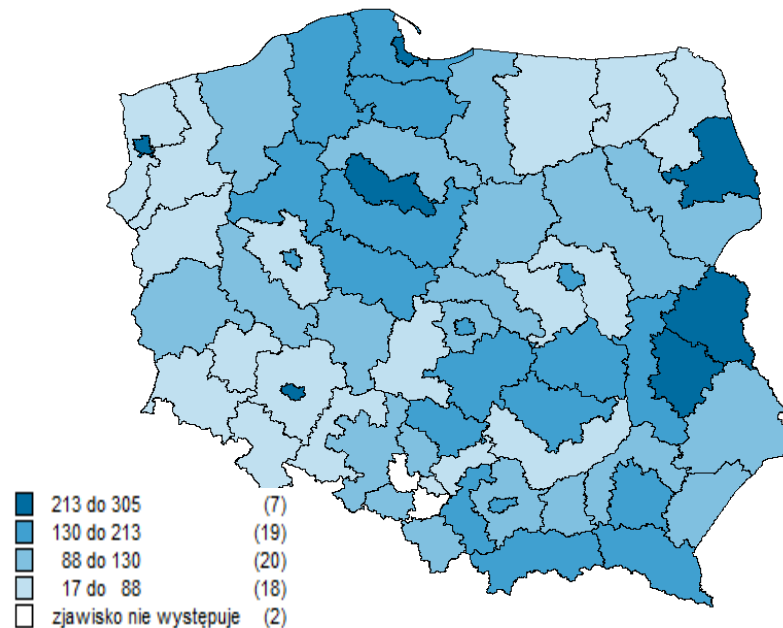 213 do 305 (7)
130 do 213 (19)
88 do 130 (20)
17 do 88 (18)
zjawisko nie występuje (2)